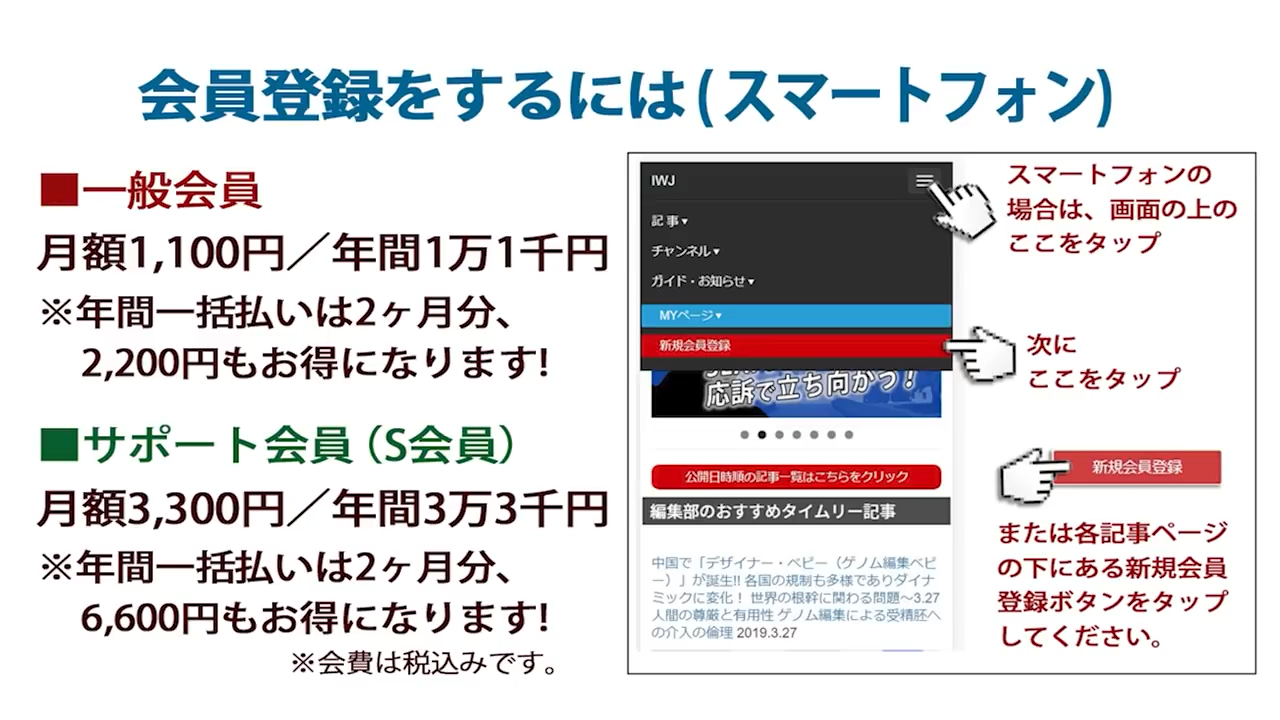 会員登録をするには(スマートフォン)
■一般会員
月額1,100円／年間1万1千円
※年間一括払いは2ヶ月分、
2,200円もお得になります!
■サポート会員（S会員）
月額3,300円／年間3万3千円
※年間一括払いは2ヶ月分、
6,600円もお得になります!
※会費は税込みです。
IWJ
記事▼
チャンネル▼
ガイド・お知らせ▼
MYページ▼
新規会員登録
応訴で立ち向かう！
公開日時順の記事一覧はこちらをクリック
編集部のおすすめタイムリー記事
中国で「デザイナー・ベビー（ゲノム編集ベビ
ー）」が誕生!! 各国の規制も多様でありダイナ
ミックに変化！ 世界の根幹に関わる問題～3.27
人間の尊厳と有用性 ゲノム編集による受精胚へ
の介入の倫理 2019.3.27
スマートフォンの
場合は、画面の上の
ここをタップ
次に
ここをタップ
新規会員登録
または各記事ページ
の下にある新規会員
登録ボタンをタップ
してください。